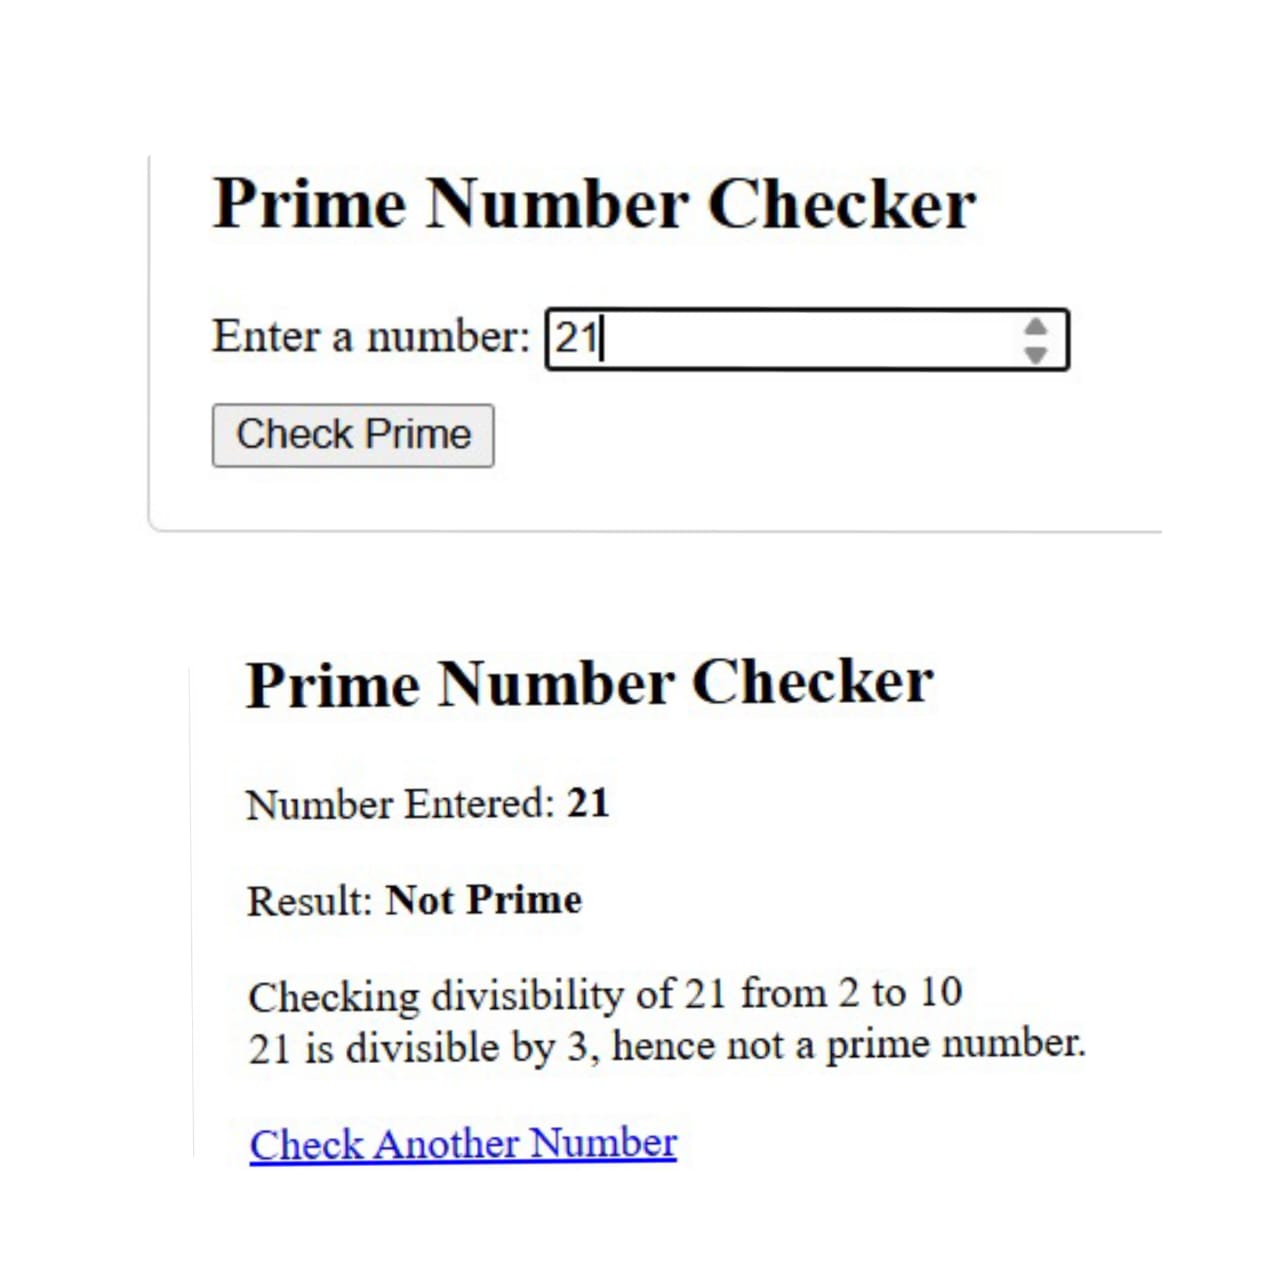 Prime Number Checker
Enter a number: 21
Check Prime
Prime Number Checker
Number Entered: 21
Result: Not Prime
Checking divisibility of 21 from 2 to 10
21 is divisible by 3, hence not a prime number.
Check Another Number